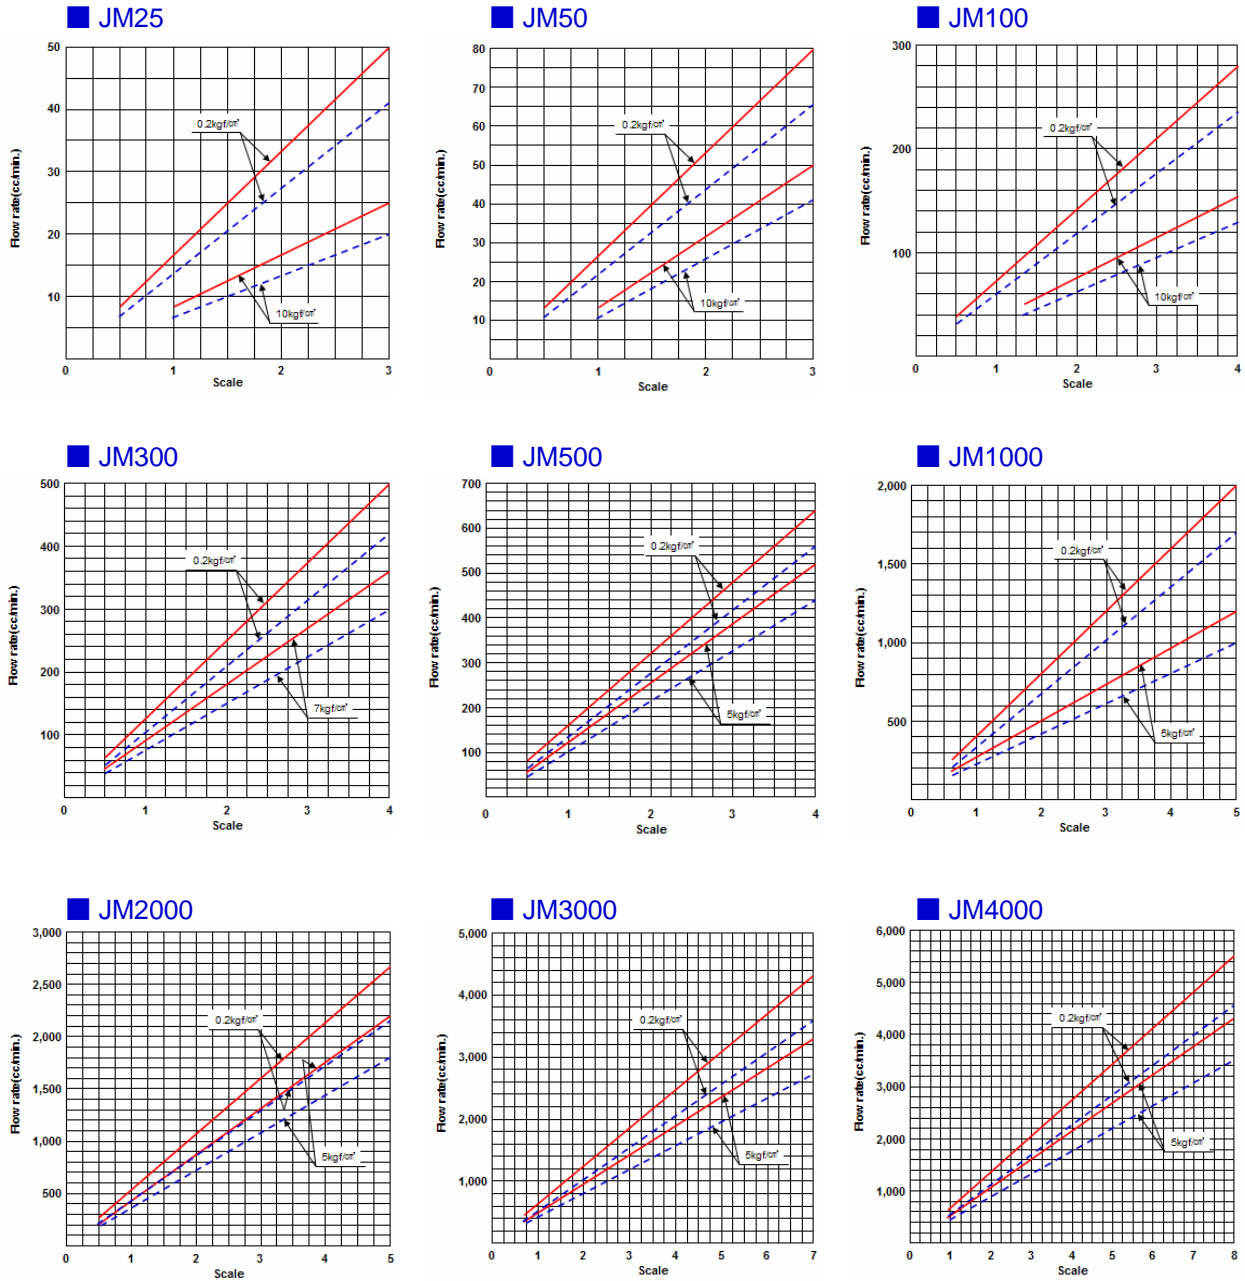 JM25
50
40
30
20
10
0
1
2
3
Flow rate(cc/min.)
Scale
0.2kgf/㎠
10kgf/㎠
JM50
80
70
60
50
40
30
20
10
0
1
2
3
Flow rate(cc/min.)
Scale
0.2kgf/㎠
10kgf/㎠
JM100
300
200
100
0
1
2
3
4
Flow rate(cc/min.)
Scale
0.2kgf/㎠
10kgf/㎠
JM300
500
400
300
200
100
0
1
2
3
4
Flow rate(cc/min.)
Scale
0.2kgf/㎠
7kgf/㎠
JM500
700
600
500
400
300
200
100
0
1
2
3
4
Flow rate(cc/min.)
Scale
0.2kgf/㎠
5kgf/㎠
JM1000
2,000
1,500
1,000
500
0
1
2
3
4
5
Flow rate(cc/min.)
Scale
0.2kgf/㎠
5kgf/㎠
JM2000
3,000
2,500
2,000
1,500
1,000
500
0
1
2
3
4
5
Flow rate(cc/min.)
Scale
0.2kgf/㎠
5kgf/㎠
JM3000
5,000
4,000
3,000
2,000
1,000
0
1
2
3
4
5
6
7
Flow rate(cc/min.)
Scale
0.2kgf/㎠
5kgf/㎠
JM4000
6,000
5,000
4,000
3,000
2,000
1,000
0
1
2
3
4
5
6
7
8
Flow rate(cc/min.)
Scale
0.2kgf/㎠
5kgf/㎠